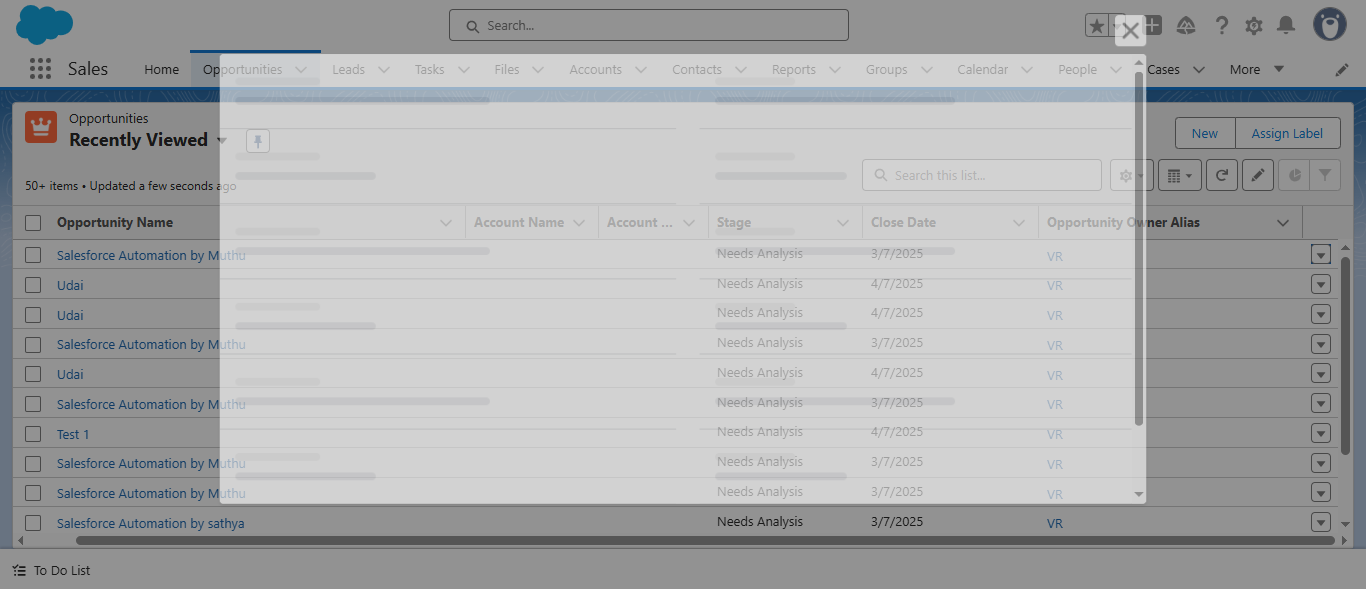 Search...
Sales Home Opportunities Leads Tasks Files Accounts Contacts Reports Groups Calendar People Cases More
Opportunities
Recently Viewed
New Assign Label
50+ items • Updated a few seconds ago
Search this list...
Opportunity Name Account Name Account ... Stage Close Date Opportunity Owner Alias
Salesforce Automation by Muthu Needs Analysis 3/7/2025 VR
Udai Needs Analysis 4/7/2025 VR
Udai Needs Analysis 4/7/2025 VR
Salesforce Automation by Muthu Needs Analysis 3/7/2025 VR
Udai Needs Analysis 4/7/2025 VR
Salesforce Automation by Muthu Needs Analysis 3/7/2025 VR
Test 1 Needs Analysis 4/7/2025 VR
Salesforce Automation by Muthu Needs Analysis 3/7/2025 VR
Salesforce Automation by Muthu Needs Analysis 3/7/2025 VR
Salesforce Automation by sathya Needs Analysis 3/7/2025 VR
To Do List